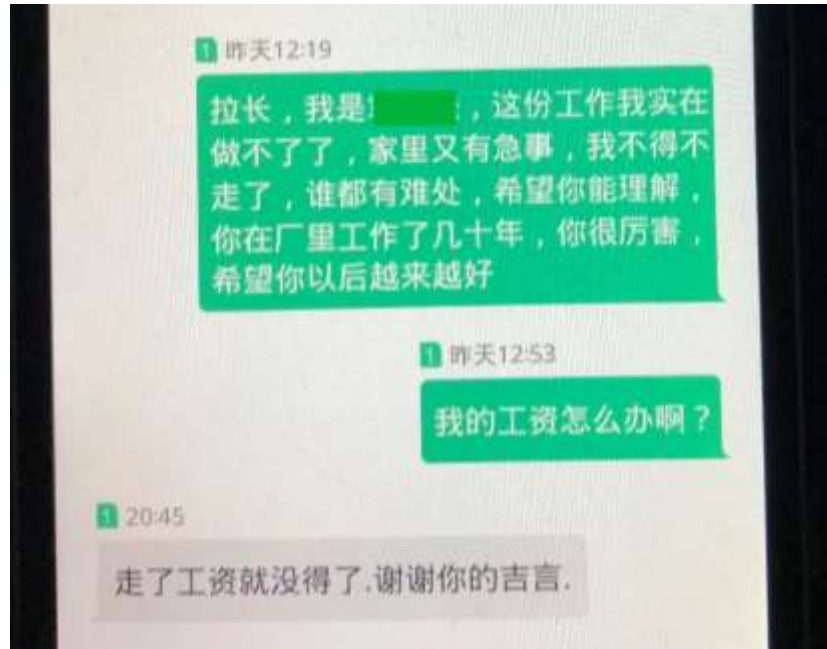 1 昨天12:19
拉长，我是，这份工作我实在
做不了了，家里又有急事，我不得不
走了，谁都有难处，希望你能理解，
你在厂里工作了几十年，你很厉害，
希望你以后越来越好
1 昨天12:53
我的工资怎么办啊？
1 20:45
走了工资就没得了.谢谢你的吉言.